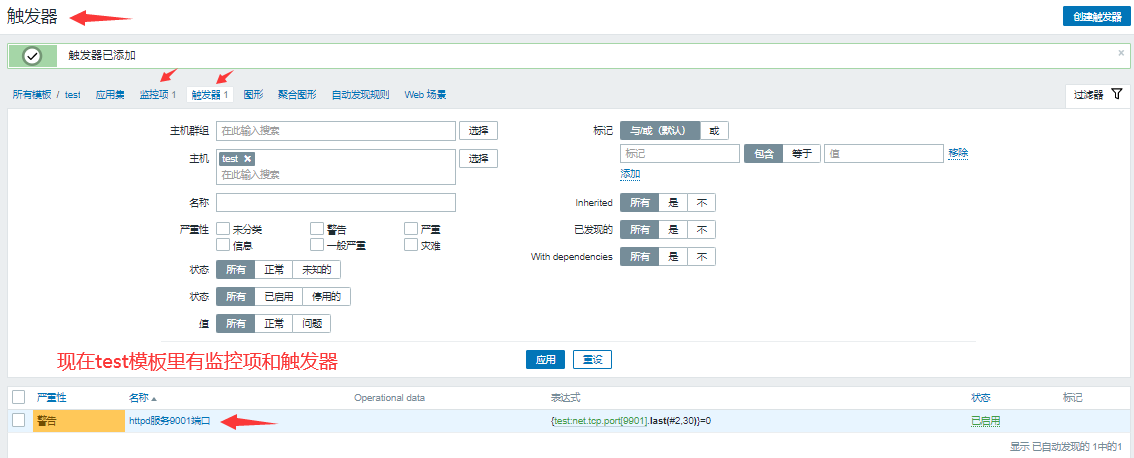 触发器
创建触发器
触发器已添加
×
所有模板 / test 应用集 监控项 1 触发器 1 图形 聚合图形 自动发现规则 Web 场景
过滤器
主机群组 在此输入搜索 选择
标记 与/或（默认） 或
标记 包含 等于 值 移除
添加
主机 test × 选择
在此输入搜索
名称
Inherited 所有 是 不
严重性 未分类 警告 严重
信息 一般严重 灾难
已发现的 所有 是 不
With dependencies 所有 是 不
状态 所有 正常 未知的
状态 所有 已启用 停用的
值 所有 正常 问题
现在test模板里有监控项和触发器
应用 重设
严重性 名称 Operational data 表达式 状态 标记
警告 httpd服务9001端口 {test:net.tcp.port[9901].last(#2,30)}=0 已启用
显示 已自动发现的 1中的1